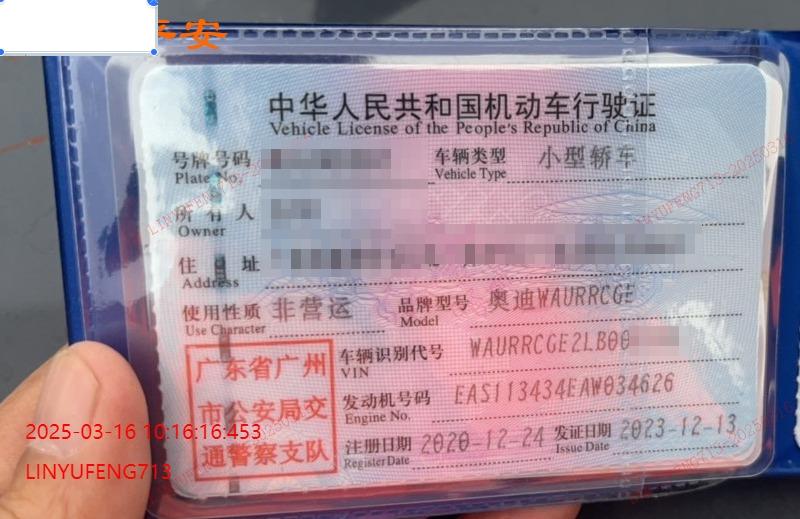 平安
中华人民共和国机动车行驶证
Vehicle License of the People's Republic of China
号牌号码
Plate No.
车辆类型 小型轿车
Vehicle Type
所有人
Owner
住址
Address
使用性质 非营运
Use Character
品牌型号 奥迪WAURRCGE
Model
车辆识别代号 WAURRCGE2LB00
VIN
发动机号码 EAS113434EAW034626
Engine No.
注册日期 2020-12-24
Register Date
发证日期 2023-12-13
Issue Date
广东省广州
市公安局交
通警察支队
2025-03-16 10:16:16:453
LINYUFENG713